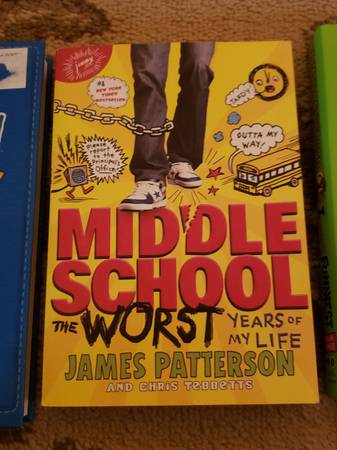 jimmy
#1
NEW YORK
TIMES
BESTSELLER
TARDY!
OUTTA MY
WAY!
Please
report
to the
Principal's
Office!
MIDDLE
SCHOOL
THE WORST YEARS OF
MY LIFE
JAMES PATTERSON
AND CHRIS TEBBETTS